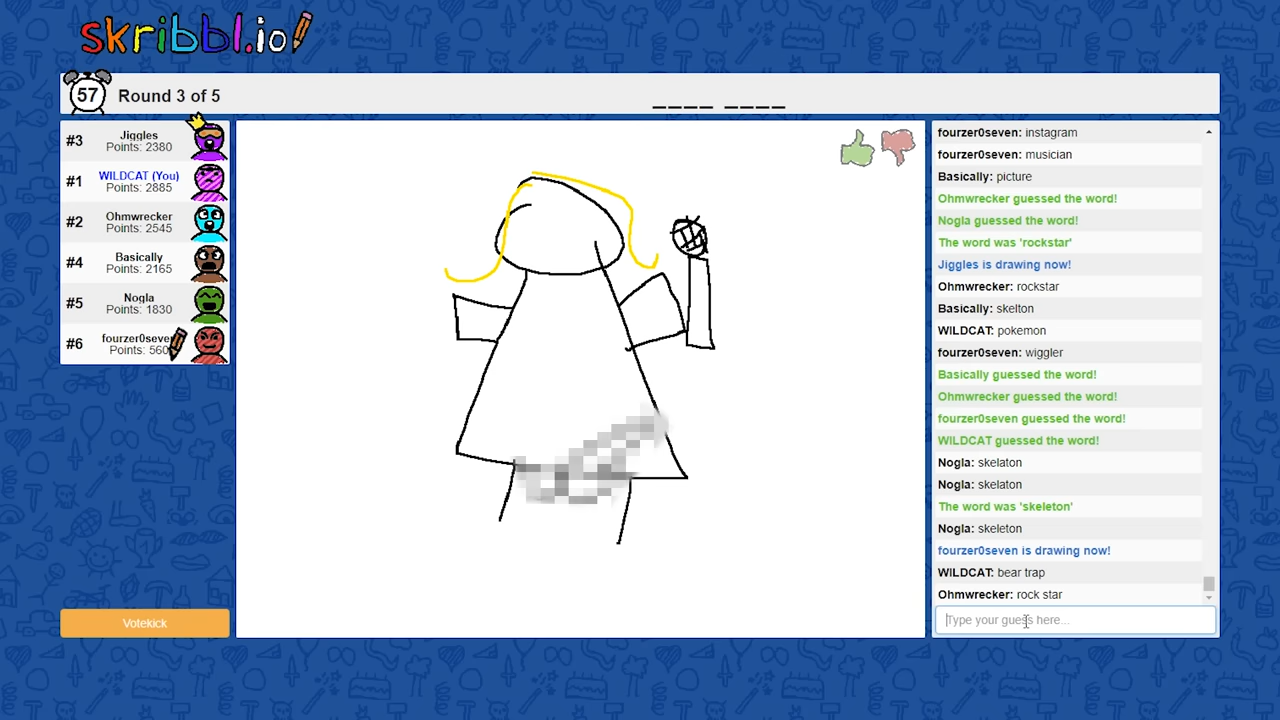 skribbl.io
57
Round 3 of 5
____ ____
#3
Jiggles
Points: 2380
#1
WILDCAT (You)
Points: 2885
#2
Ohmwrecker
Points: 2545
#4
Basically
Points: 2165
#5
Nogla
Points: 1830
#6
fourzer0seven
Points: 560
Votekick
fourzer0seven: instagram
fourzer0seven: musician
Basically: picture
Ohmwrecker guessed the word!
Nogla guessed the word!
The word was 'rockstar'
Jiggles is drawing now!
Ohmwrecker: rockstar
Basically: skelton
WILDCAT: pokemon
fourzer0seven: wiggler
Basically guessed the word!
Ohmwrecker guessed the word!
fourzer0seven guessed the word!
WILDCAT guessed the word!
Nogla: skelaton
Nogla: skelaton
The word was 'skeleton'
Nogla: skeleton
fourzer0seven is drawing now!
WILDCAT: bear trap
Ohmwrecker: rock star
Type your guess here...